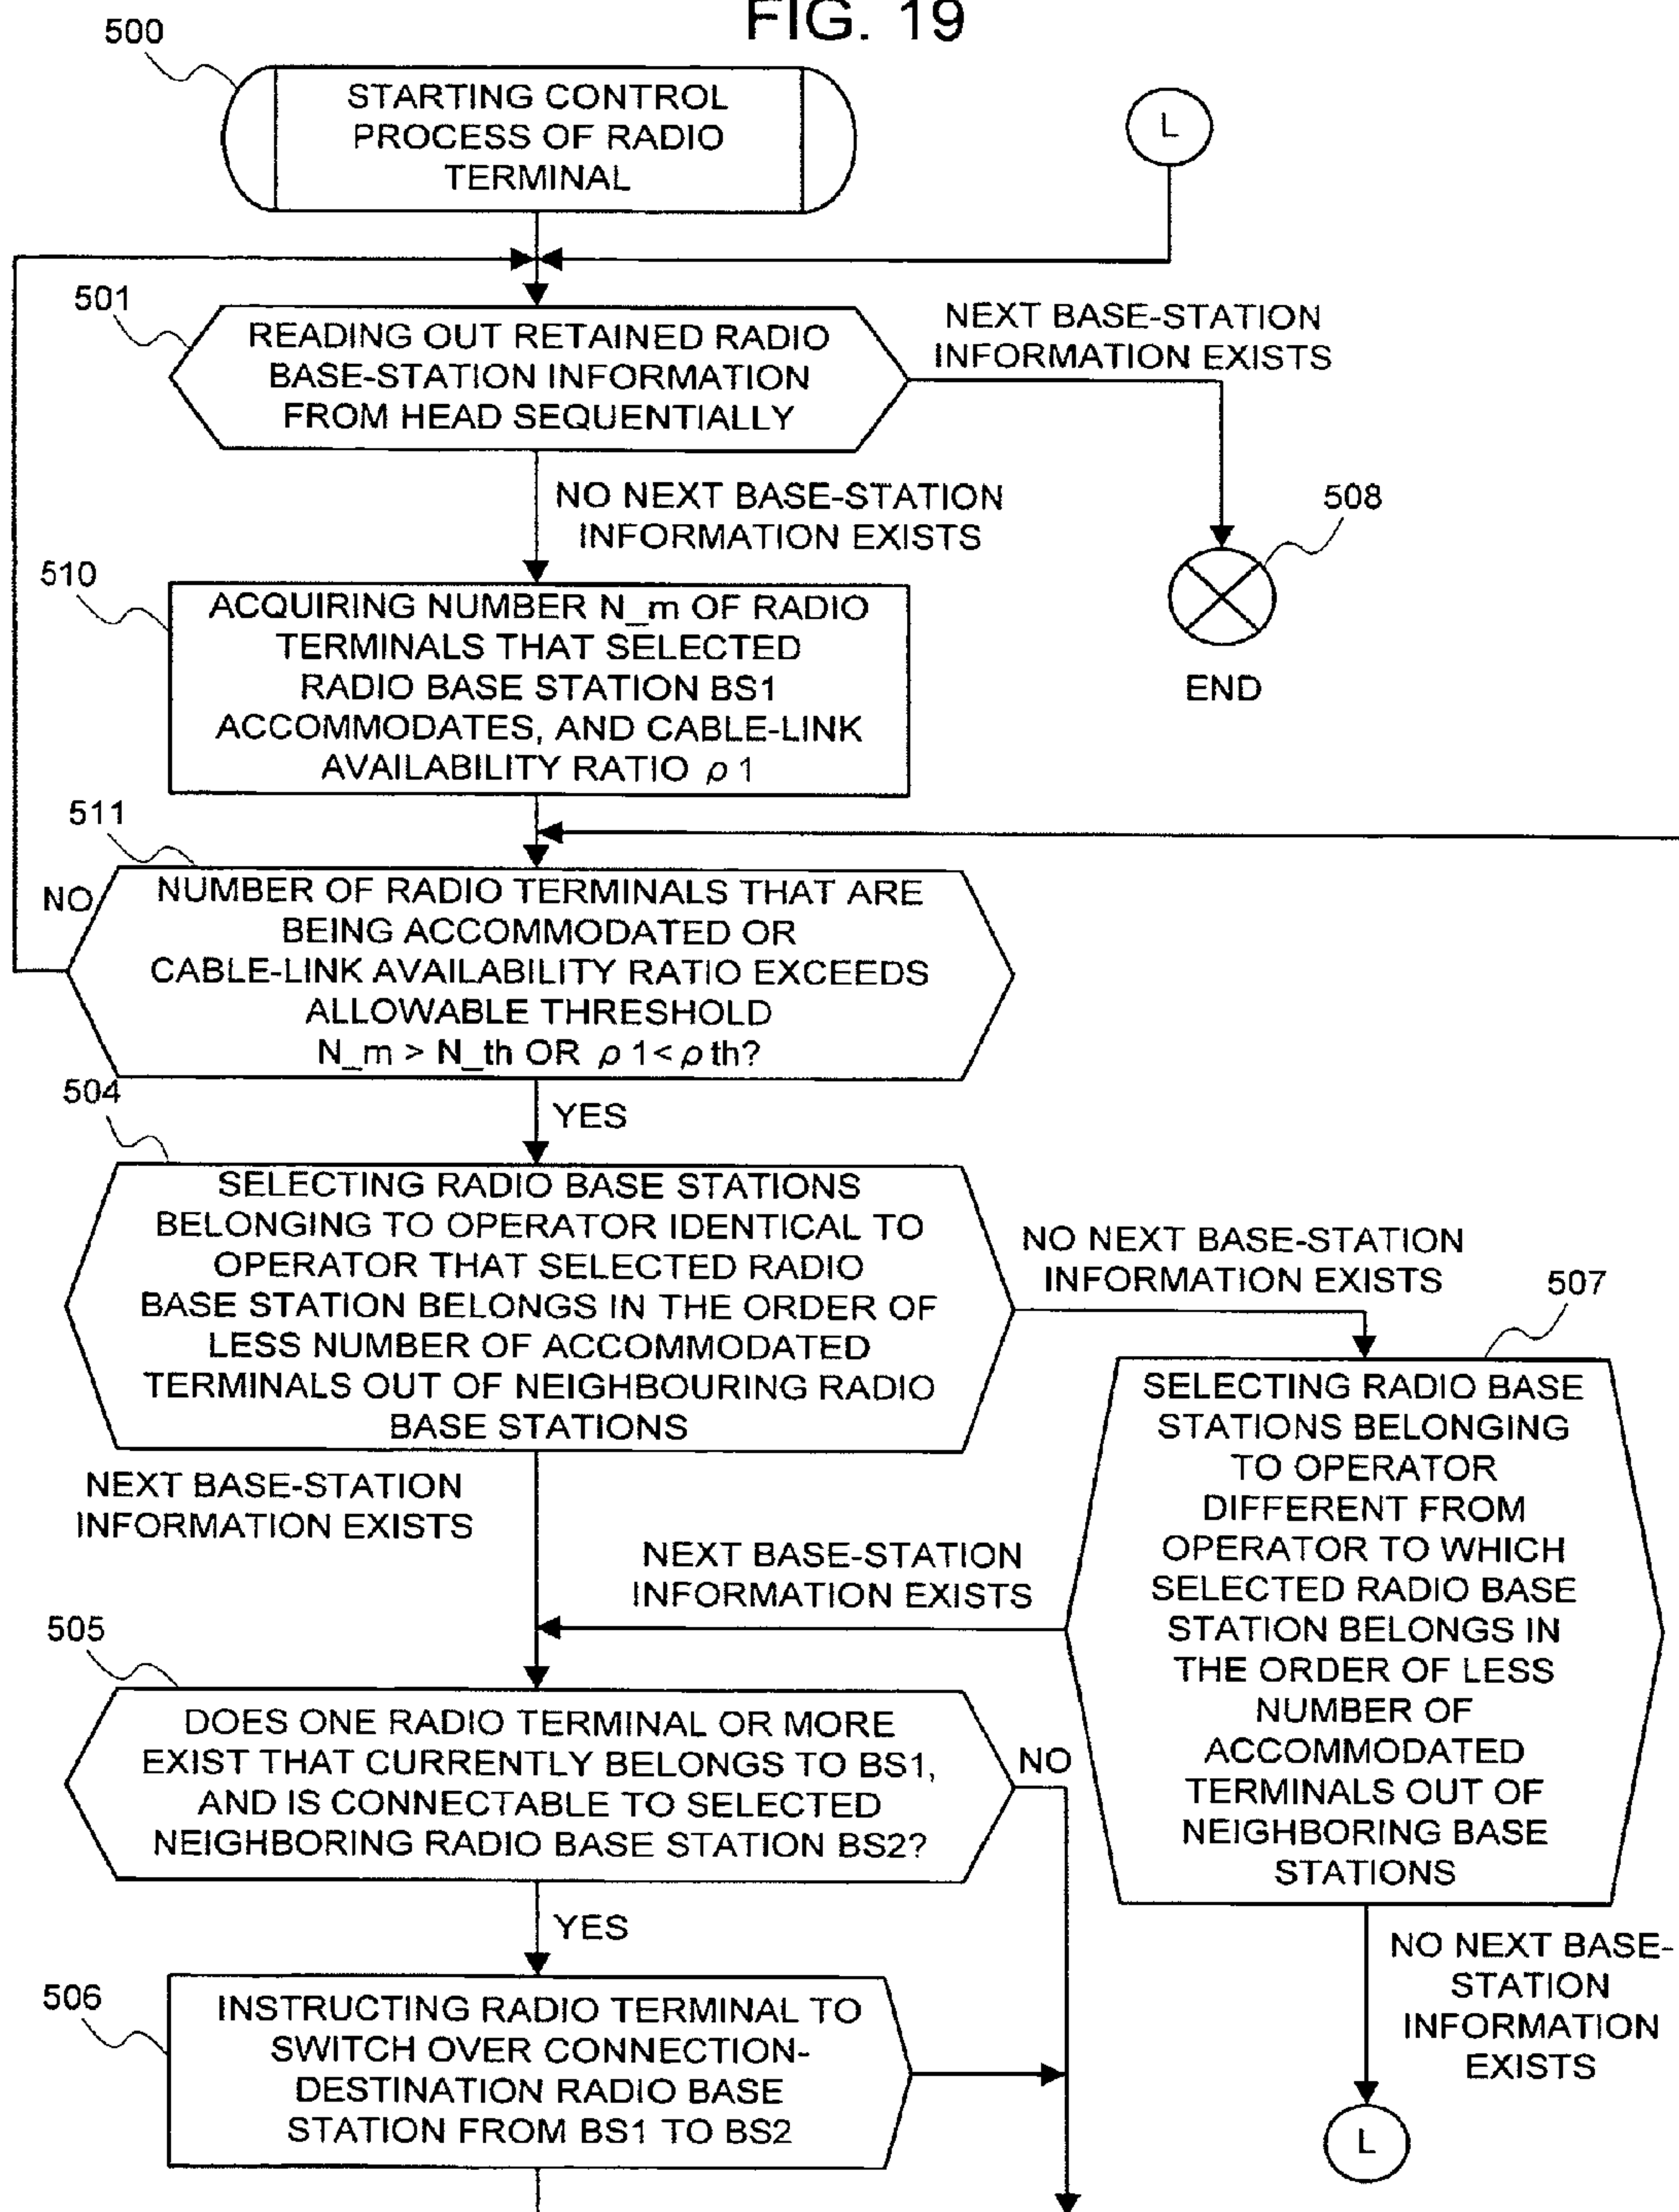 FIG. 19
500
STARTING CONTROL
PROCESS OF RADIO
TERMINAL
L
501
READING OUT RETAINED RADIO
BASE-STATION INFORMATION
FROM HEAD SEQUENTIALLY
NEXT BASE-STATION
INFORMATION EXISTS
NO NEXT BASE-STATION
INFORMATION EXISTS
508
END
510
ACQUIRING NUMBER N_m OF RADIO
TERMINALS THAT SELECTED
RADIO BASE STATION BS1
ACCOMMODATES, AND CABLE-LINK
AVAILABILITY RATIO ρ 1
511
NO
NUMBER OF RADIO TERMINALS THAT ARE
BEING ACCOMMODATED OR
CABLE-LINK AVAILABILITY RATIO EXCEEDS
ALLOWABLE THRESHOLD
N_m > N_th OR ρ 1< ρ th?
YES
504
SELECTING RADIO BASE STATIONS
BELONGING TO OPERATOR IDENTICAL TO
OPERATOR THAT SELECTED RADIO
BASE STATION BELONGS IN THE ORDER OF
LESS NUMBER OF ACCOMMODATED
TERMINALS OUT OF NEIGHBOURING RADIO
BASE STATIONS
NO NEXT BASE-STATION
INFORMATION EXISTS
507
SELECTING RADIO BASE
STATIONS BELONGING
TO OPERATOR
DIFFERENT FROM
OPERATOR TO WHICH
SELECTED RADIO BASE
STATION BELONGS IN
THE ORDER OF LESS
NUMBER OF
ACCOMMODATED
TERMINALS OUT OF
NEIGHBORING BASE
STATIONS
NEXT BASE-STATION
INFORMATION EXISTS
NEXT BASE-STATION
INFORMATION EXISTS
505
DOES ONE RADIO TERMINAL OR MORE
EXIST THAT CURRENTLY BELONGS TO BS1,
AND IS CONNECTABLE TO SELECTED
NEIGHBORING RADIO BASE STATION BS2?
NO
YES
506
INSTRUCTING RADIO TERMINAL TO
SWITCH OVER CONNECTION-
DESTINATION RADIO BASE
STATION FROM BS1 TO BS2
NO NEXT BASE-
STATION
INFORMATION
EXISTS
L